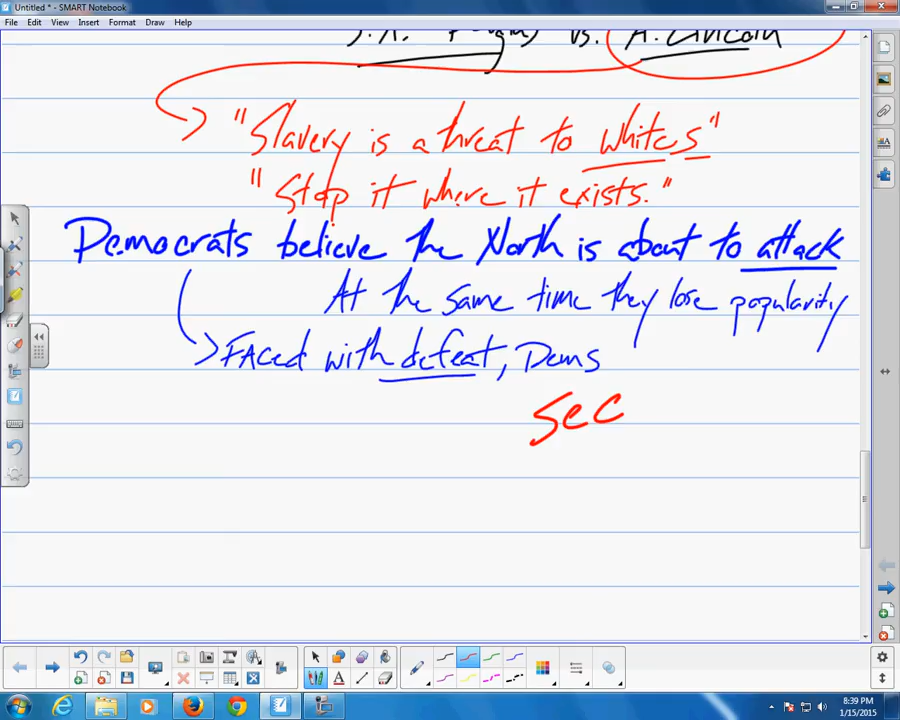 Untitled * - SMART Notebook
File Edit View Insert Format Draw Help
vs. A. Lincoln
"Slavery is a threat to whites"
"Stop it where it exists."
Democrats believe the North is about to attack
At the same time they lose popularity
FAced with defeat, Dems
sec
8:39 PM
1/15/2015